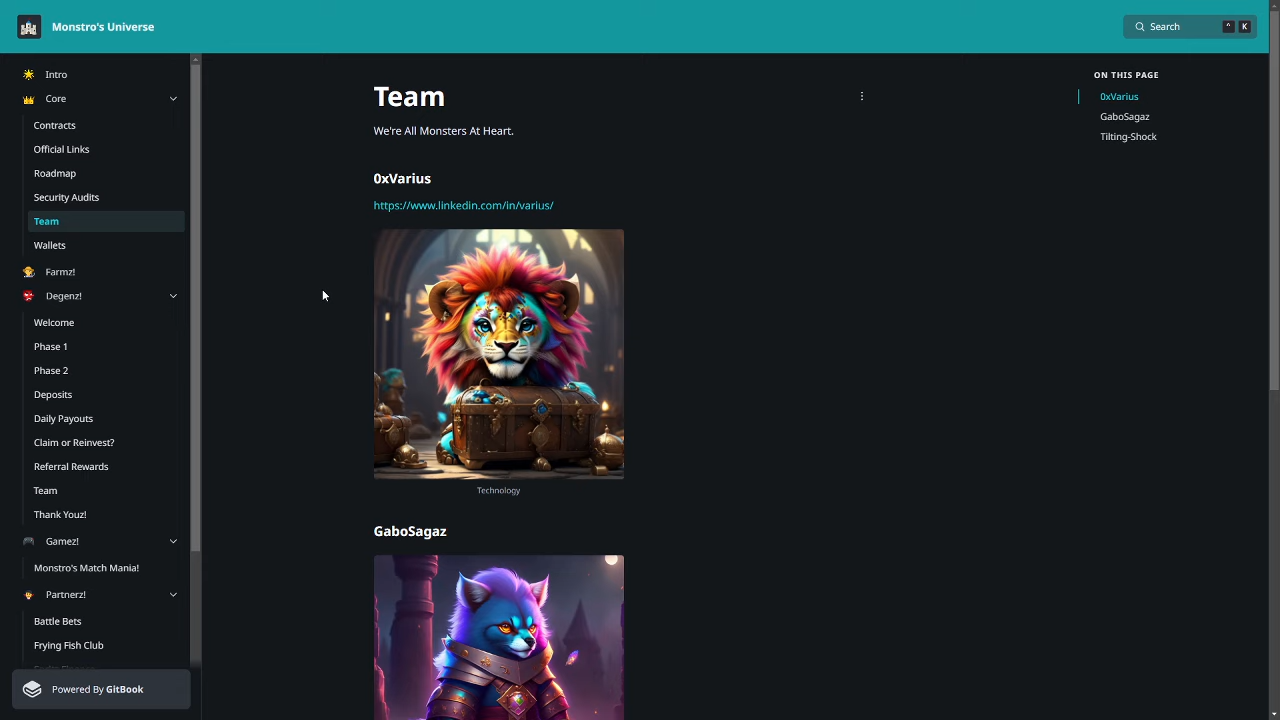 Monstro's Universe
Search
^ K
Intro
Core
Contracts
Official Links
Roadmap
Security Audits
Team
Wallets
Farmz!
Degenz!
Welcome
Phase 1
Phase 2
Deposits
Daily Payouts
Claim or Reinvest?
Referral Rewards
Team
Thank Youz!
Gamez!
Monstro's Match Mania!
Partnerz!
Battle Bets
Frying Fish Club
Powered By GitBook
Team
We're All Monsters At Heart.
0xVarius
https://www.linkedin.com/in/varius/
Technology
GaboSagaz
ON THIS PAGE
0xVarius
GaboSagaz
Tilting-Shock